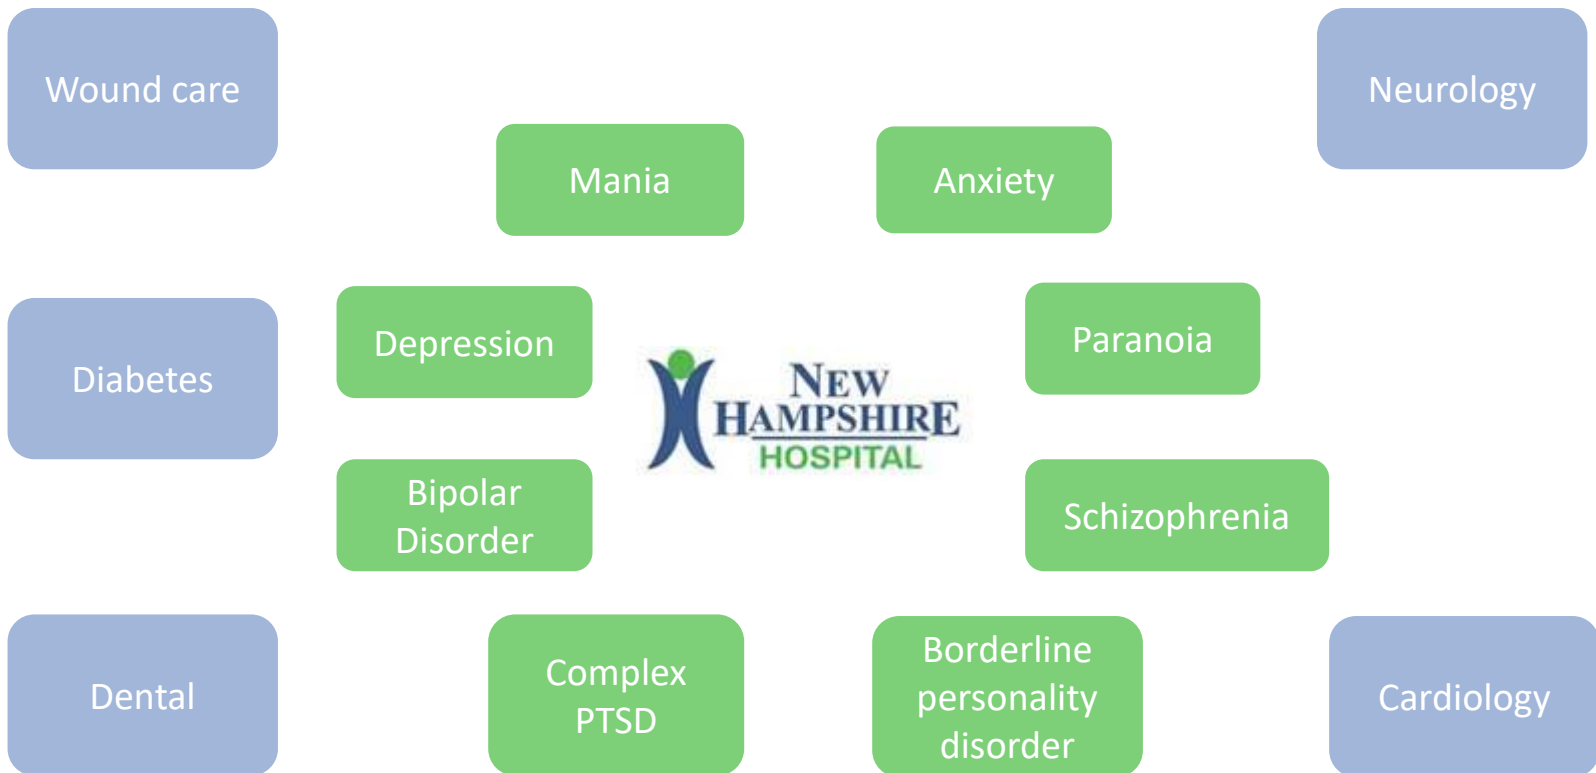 Wound care
Neurology
Mania
Anxiety
Depression
Paranoia
Diabetes
NEW
HAMPSHIRE
HOSPITAL
Bipolar
Disorder
Schizophrenia
Dental
Complex
PTSD
Borderline
personality
disorder
Cardiology